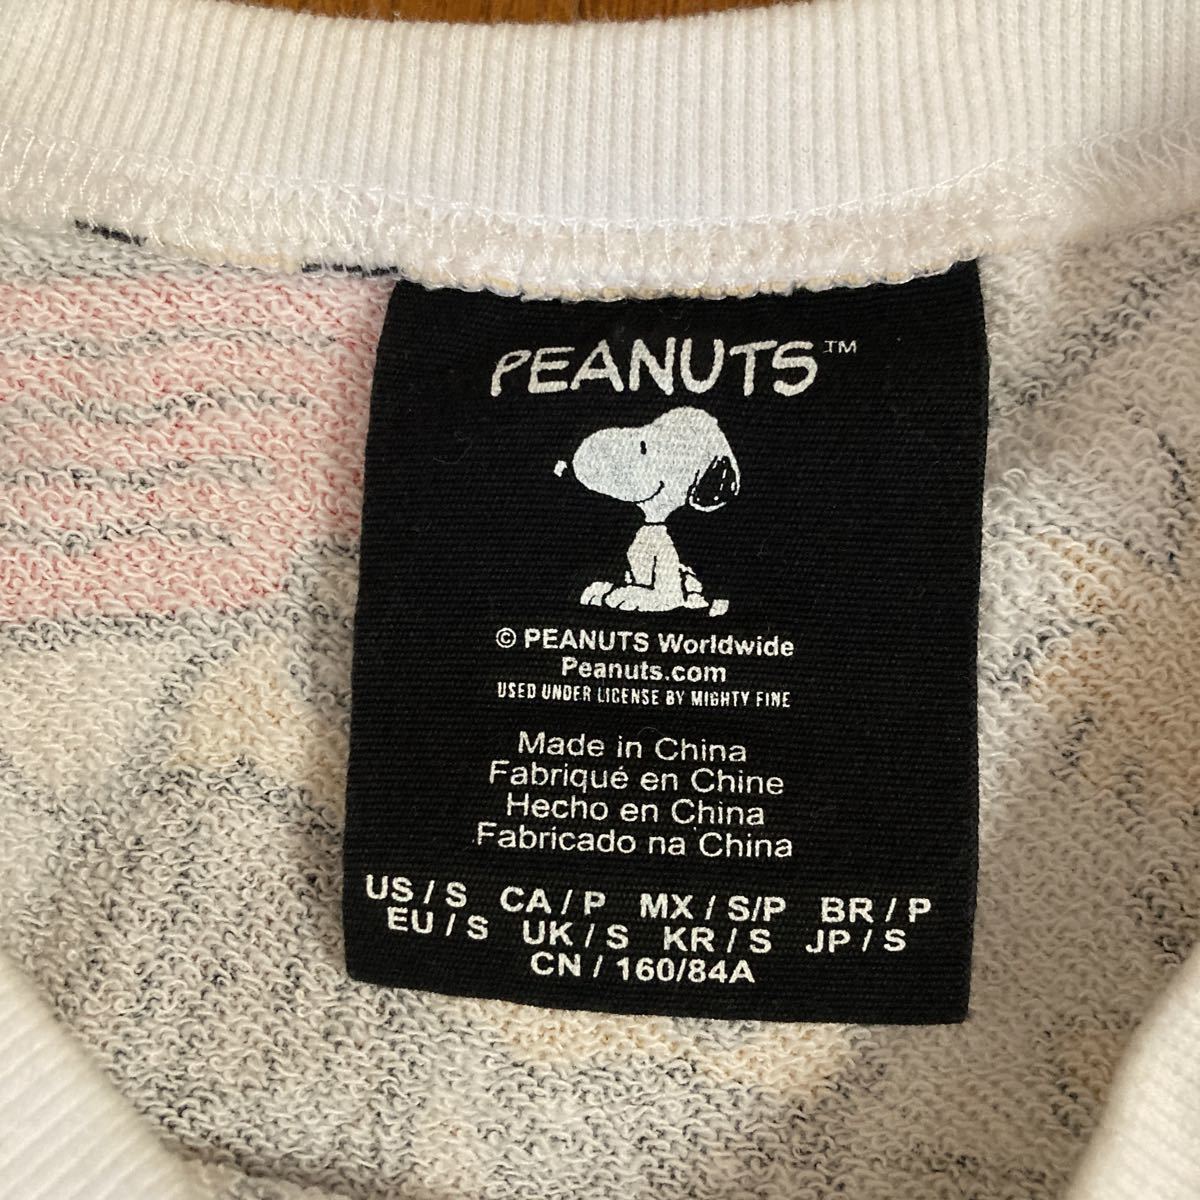 PEANUTS™
© PEANUTS Worldwide
Peanuts.com
USED UNDER LICENSE BY MIGHTY FINE
Made in China
Fabriqué en Chine
Hecho en China
Fabricado na China
US / S CA / P MX / S/P BR / P
EU / S UK / S KR / S JP / S
CN / 160/84A